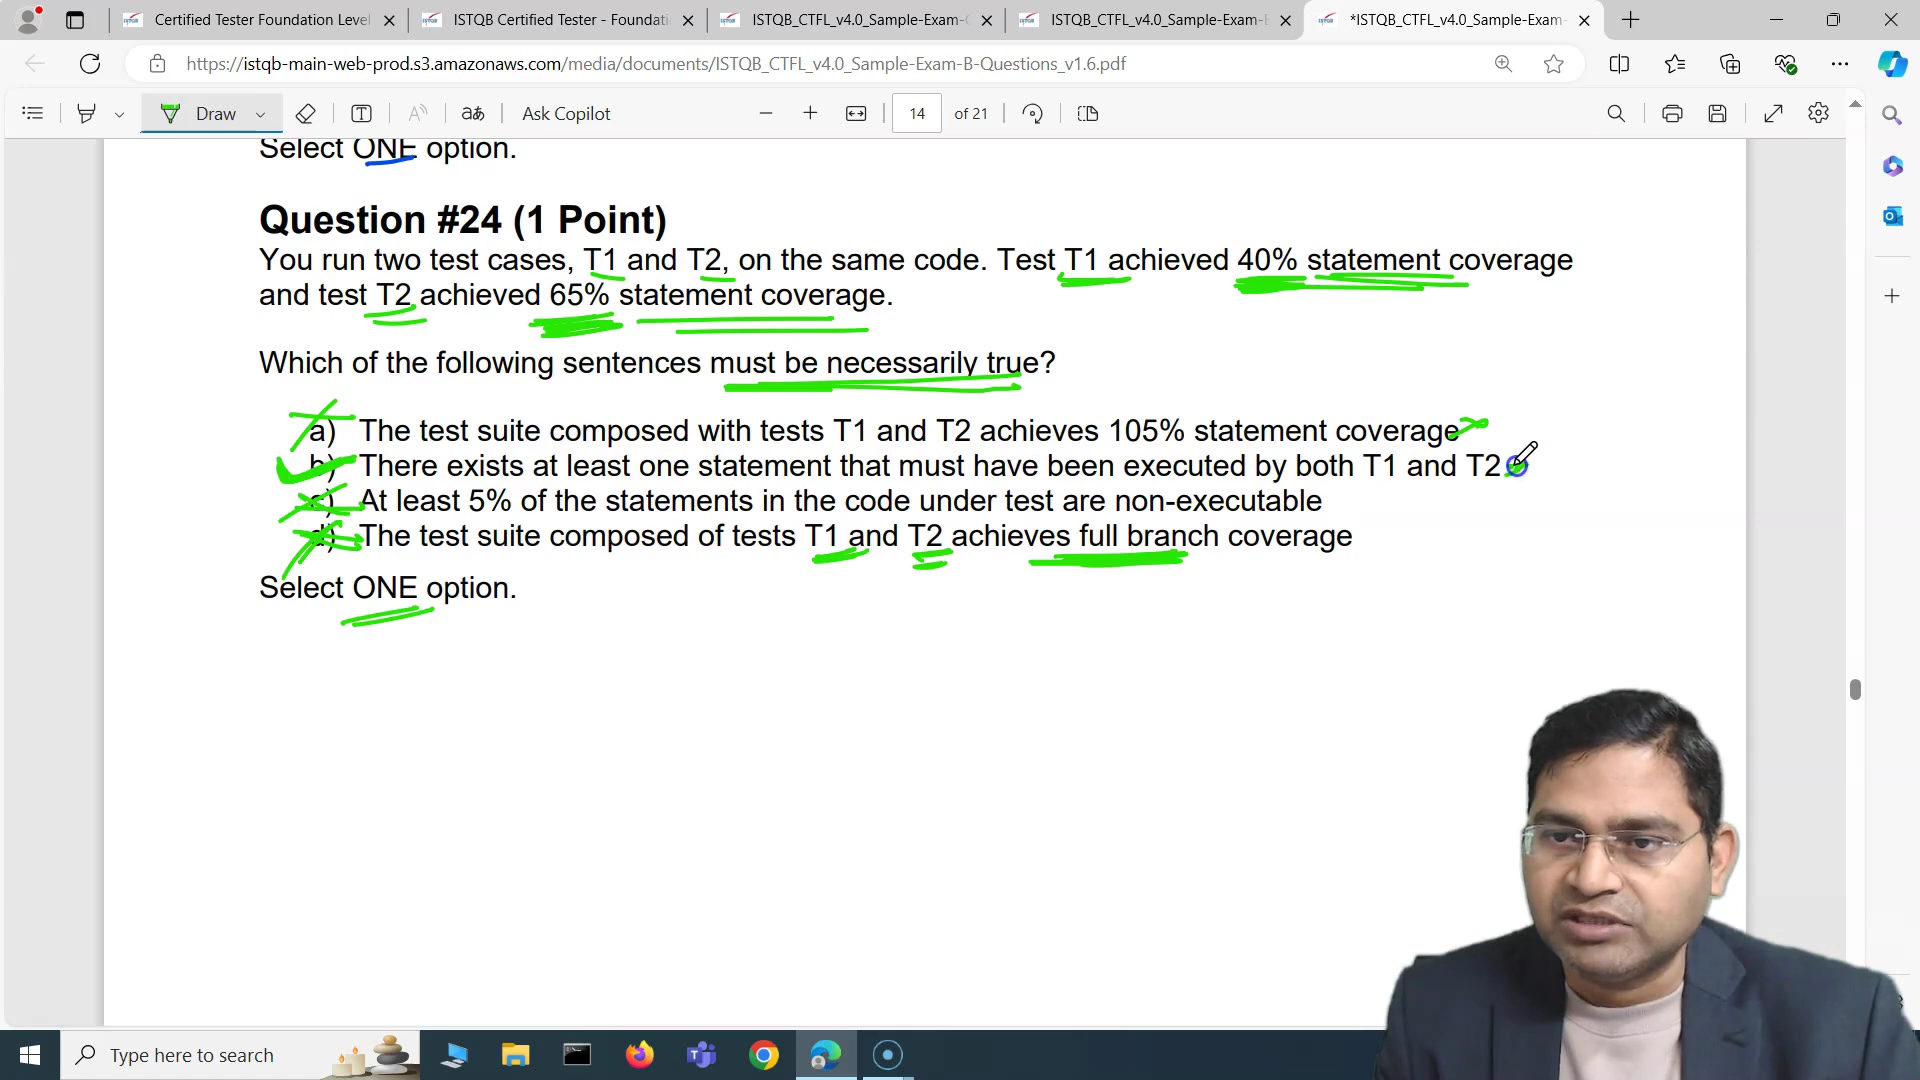 Certified Tester Foundation Level
ISTQB Certified Tester - Foundati
ISTQB_CTFL_v4.0_Sample-Exam-
ISTQB_CTFL_v4.0_Sample-Exam-
*ISTQB_CTFL_v4.0_Sample-Exam-
https://istqb-main-web-prod.s3.amazonaws.com/media/documents/ISTQB_CTFL_v4.0_Sample-Exam-B-Questions_v1.6.pdf
Draw
Ask Copilot
14 of 21
Select ONE option.
Question #24 (1 Point)
You run two test cases, T1 and T2, on the same code. Test T1 achieved 40% statement coverage
and test T2 achieved 65% statement coverage.
Which of the following sentences must be necessarily true?
a) The test suite composed with tests T1 and T2 achieves 105% statement coverage
b) There exists at least one statement that must have been executed by both T1 and T2
c) At least 5% of the statements in the code under test are non-executable
d) The test suite composed of tests T1 and T2 achieves full branch coverage
Select ONE option.
Type here to search